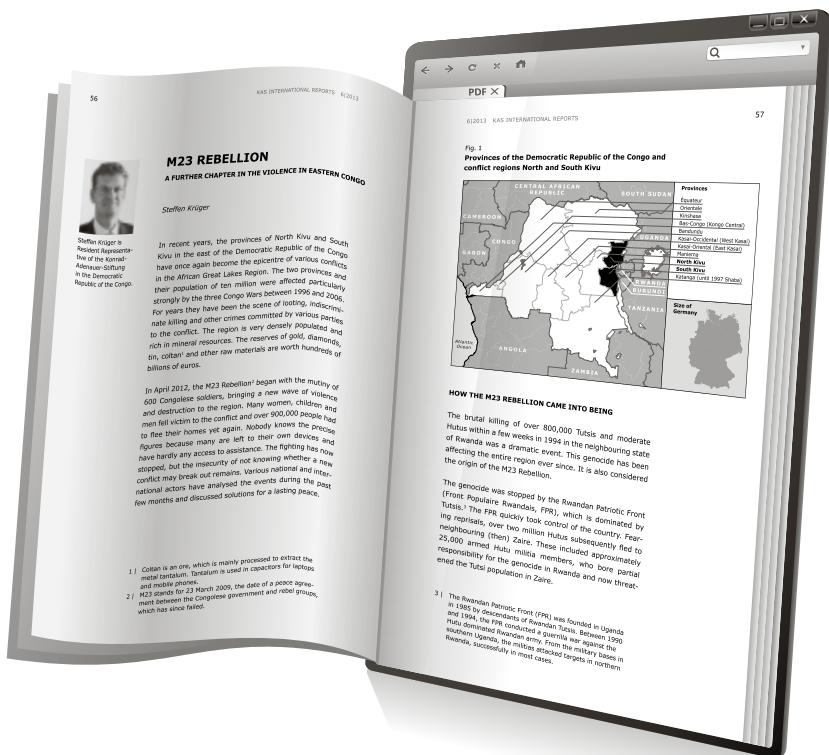 56
KAS INTERNATIONAL REPORTS 6|2013
M23 REBELLION
A FURTHER CHAPTER IN THE VIOLENCE IN EASTERN CONGO
Steffen Krüger
Steffen Krüger is
Resident Representa-
tive of the Konrad-
Adenauer-Stiftung
in the Democratic
Republic of the Congo.
In recent years, the provinces of North Kivu and South
Kivu in the east of the Democratic Republic of the Congo
have once again become the epicentre of various conflicts
in the African Great Lakes Region. The two provinces and
their population of ten million were affected particularly
strongly by the three Congo Wars between 1996 and 2006.
For years they have been the scene of looting, indiscrimi-
nate killing and other crimes committed by various parties
to the conflict. The region is very densely populated and
rich in mineral resources. The reserves of gold, diamonds,
tin, coltan¹ and other raw materials are worth hundreds of
billions of euros.
In April 2012, the M23 Rebellion² began with the mutiny of
600 Congolese soldiers, bringing a new wave of violence
and destruction to the region. Many women, children and
men fell victim to the conflict and over 900,000 people had
to flee their homes yet again. Nobody knows the precise
figures because many are left to their own devices and
have hardly any access to assistance. The fighting has now
stopped, but the insecurity of not knowing whether a new
conflict may break out remains. Various national and inter-
national actors have analysed the events during the past
few months and discussed solutions for a lasting peace.
1 | Coltan is an ore, which is mainly processed to extract the
metal tantalum. Tantalum is used in capacitors for laptops
and mobile phones.
2 | M23 stands for 23 March 2009, the date of a peace agree-
ment between the Congolese government and rebel groups,
which has since failed.
PDF
6|2013 KAS INTERNATIONAL REPORTS
57
Fig. 1
Provinces of the Democratic Republic of the Congo and
conflict regions North and South Kivu
CENTRAL AFRICAN
REPUBLIC
SOUTH SUDAN
CAMEROON
CONGO
GABON
UGANDA
RWANDA
BURUNDI
TANZANIA
Atlantic
Ocean
ANGOLA
ZAMBIA
Provinces
Équateur
Orientale
Kinshasa
Bas-Congo (Kongo Central)
Bandundu
Kasai-Occidental (West Kasai)
Kasai-Oriental (East Kasai)
Maniema
North Kivu
South Kivu
Katanga (until 1997 Shaba)
Size of
Germany
HOW THE M23 REBELLION CAME INTO BEING
The brutal killing of over 800,000 Tutsis and moderate
Hutus within a few weeks in 1994 in the neighbouring state
of Rwanda was a dramatic event. This genocide has been
affecting the entire region ever since. It is also considered
the origin of the M23 Rebellion.
The genocide was stopped by the Rwandan Patriotic Front
(Front Populaire Rwandais, FPR), which is dominated by
Tutsis.³ The FPR quickly took control of the country. Fear-
ing reprisals, over two million Hutus subsequently fled to
neighbouring (then) Zaire. These included approximately
25,000 armed Hutu militia members, who bore partial
responsibility for the genocide in Rwanda and now threat-
ened the Tutsi population in Zaire.
3 | The Rwandan Patriotic Front (FPR) was founded in Uganda
in 1985 by descendants of Rwandan Tutsis. Between 1990
and 1994, the FPR conducted a guerrilla war against the
Hutu dominated Rwandan army. From the military bases in
southern Uganda, the militias attacked targets in northern
Rwanda, successfully in most cases.